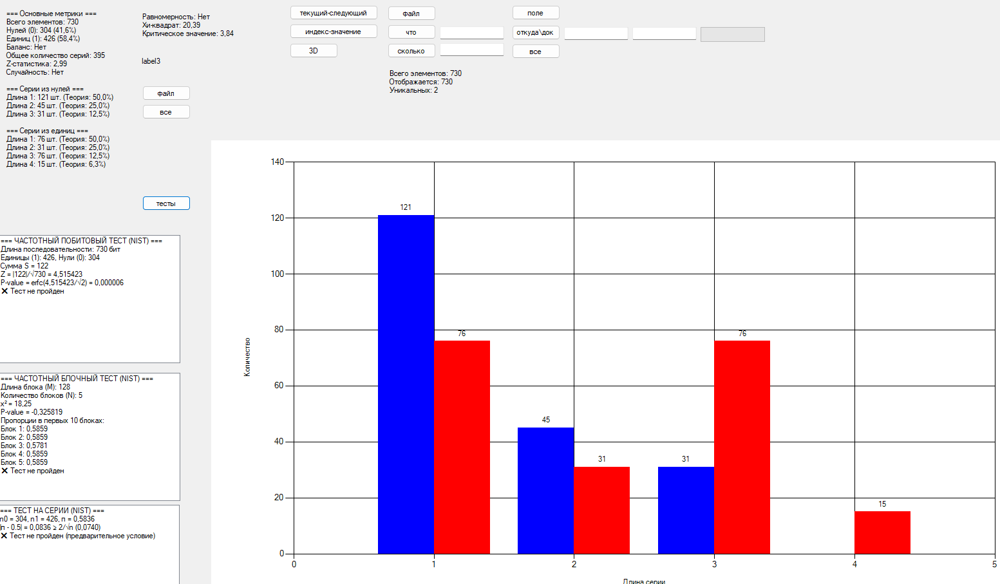 === Основные метрики ===
Всего элементов: 730
Нулей (0): 304 (41,6%)
Единиц (1): 426 (58,4%)
Баланс: Нет
Общее количество серий: 395
Z-статистика: 2,99
Случайность: Нет
=== Серии из нулей ===
Длина 1: 121 шт. (Теория: 50,0%)
Длина 2: 45 шт. (Теория: 25,0%)
Длина 3: 31 шт. (Теория: 12,5%)
=== Серии из единиц ===
Длина 1: 76 шт. (Теория: 50,0%)
Длина 2: 31 шт. (Теория: 25,0%)
Длина 3: 76 шт. (Теория: 12,5%)
Длина 4: 15 шт. (Теория: 6,3%)
Равномерность: Нет
Хи-квадрат: 20,39
Критическое значение: 3,84
label3
файл
все
тесты
текущий-следующий
индекс-значение
3D
файл
что
сколько
поле
откуда\док
все
Всего элементов: 730
Отображается: 730
Уникальных: 2
=== ЧАСТОТНЫЙ ПОБИТОВЫЙ ТЕСТ (NIST) ===
Длина последовательности: 730 бит
Единицы (1): 426, Нули (0): 304
Сумма S = 122
Z = |122|/√730 = 4,515423
P-value = erfc(4,515423/√2) = 0,000006
❌ Тест не пройден
=== ЧАСТОТНЫЙ БЛОЧНЫЙ ТЕСТ (NIST) ===
Длина блока (M): 128
Количество блоков (N): 5
x² = 18,25
P-value = -0,325819
Пропорции в первых 10 блоках:
Блок 1: 0,5859
Блок 2: 0,5859
Блок 3: 0,5781
Блок 4: 0,5859
Блок 5: 0,5859
❌ Тест не пройден
=== ТЕСТ НА СЕРИИ (NIST) ===
n0 = 304, n1 = 426, π = 0,5836
|π - 0.5| = 0,0836 ≥ 2/√n (0,0740)
❌ Тест не пройден (предварительное условие)
Количество
140
120
100
80
60
40
20
0
121
76
45
31
31
76
15
0
1
2
3
4
5
Длина серии